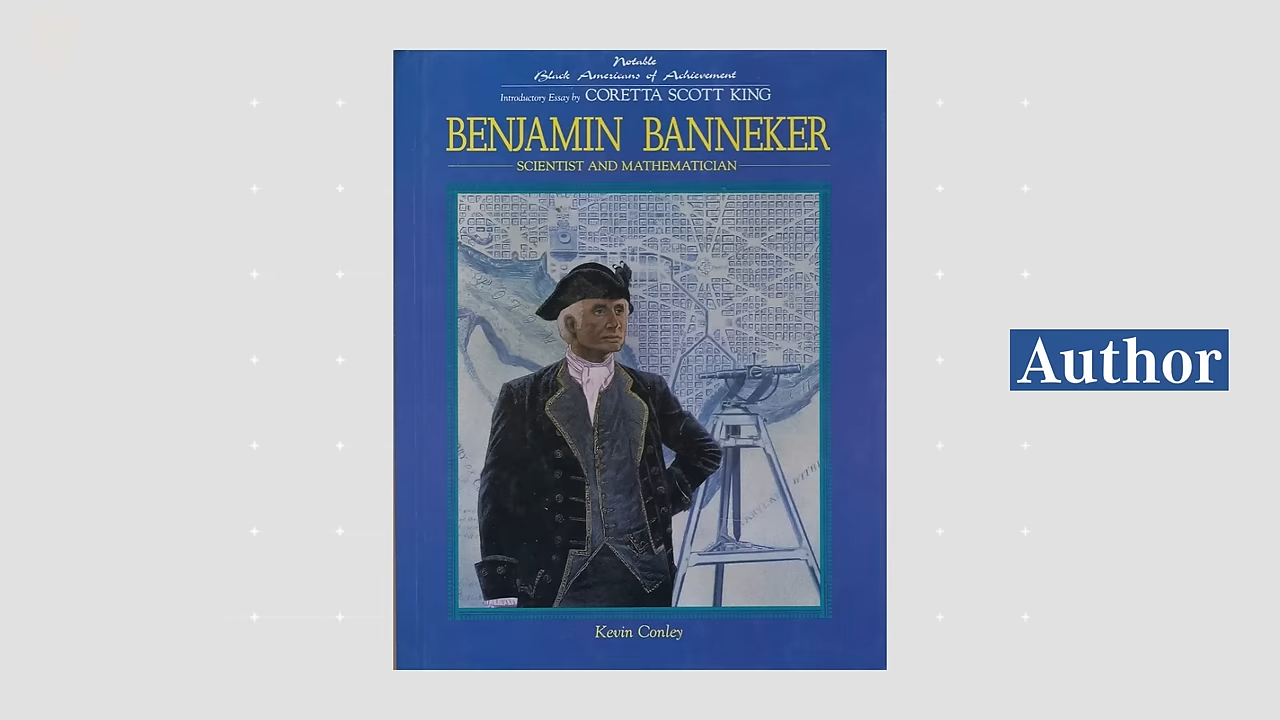 Notable
Black Americans of Achievement
Introductory Essay by CORETTA SCOTT KING
BENJAMIN BANNEKER
SCIENTIST AND MATHEMATICIAN
Kevin Conley
Author